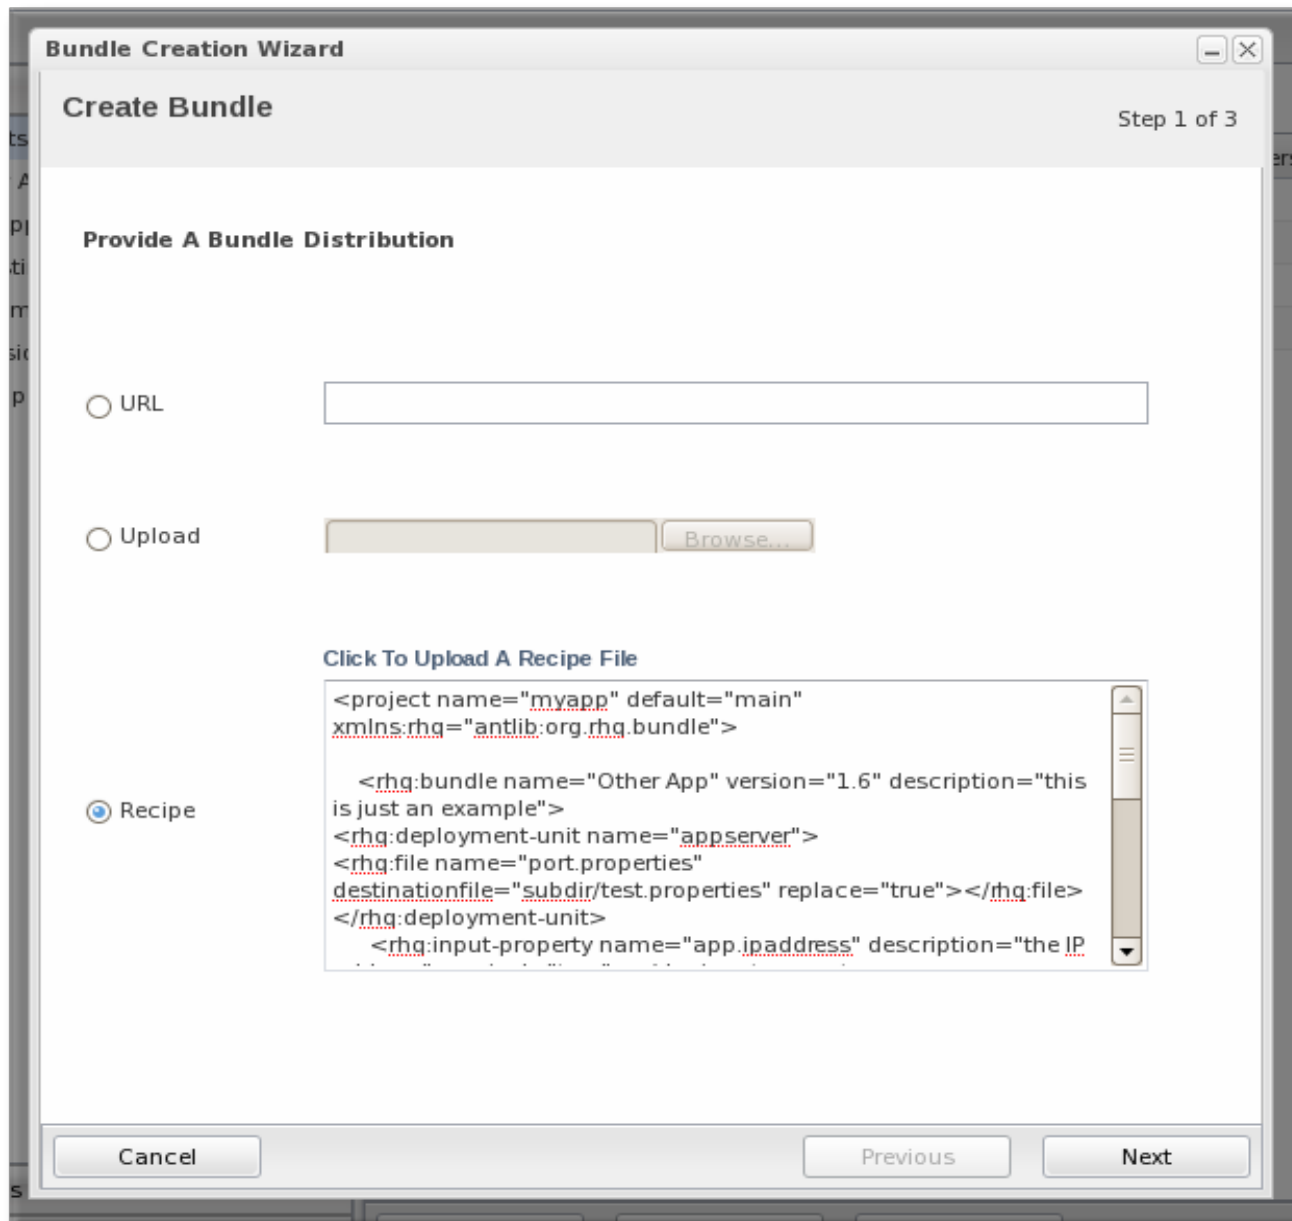 Bundle Creation Wizard
Create Bundle
Step 1 of 3
Provide A Bundle Distribution
URL
Upload
Browse...
Click To Upload A Recipe File
<project name="myapp" default="main"
xmlns:rhq="antlib:org.rhq.bundle">
<rhq:bundle name="Other App" version="1.6" description="this
is just an example">
<rhq:deployment-unit name="appserver">
<rhq:file name="port.properties"
destinationfile="subdir/test.properties" replace="true"></rhq:file>
</rhq:deployment-unit>
<rhq:input-property name="app.ipaddress" description="the IP
Recipe
Cancel
Previous
Next